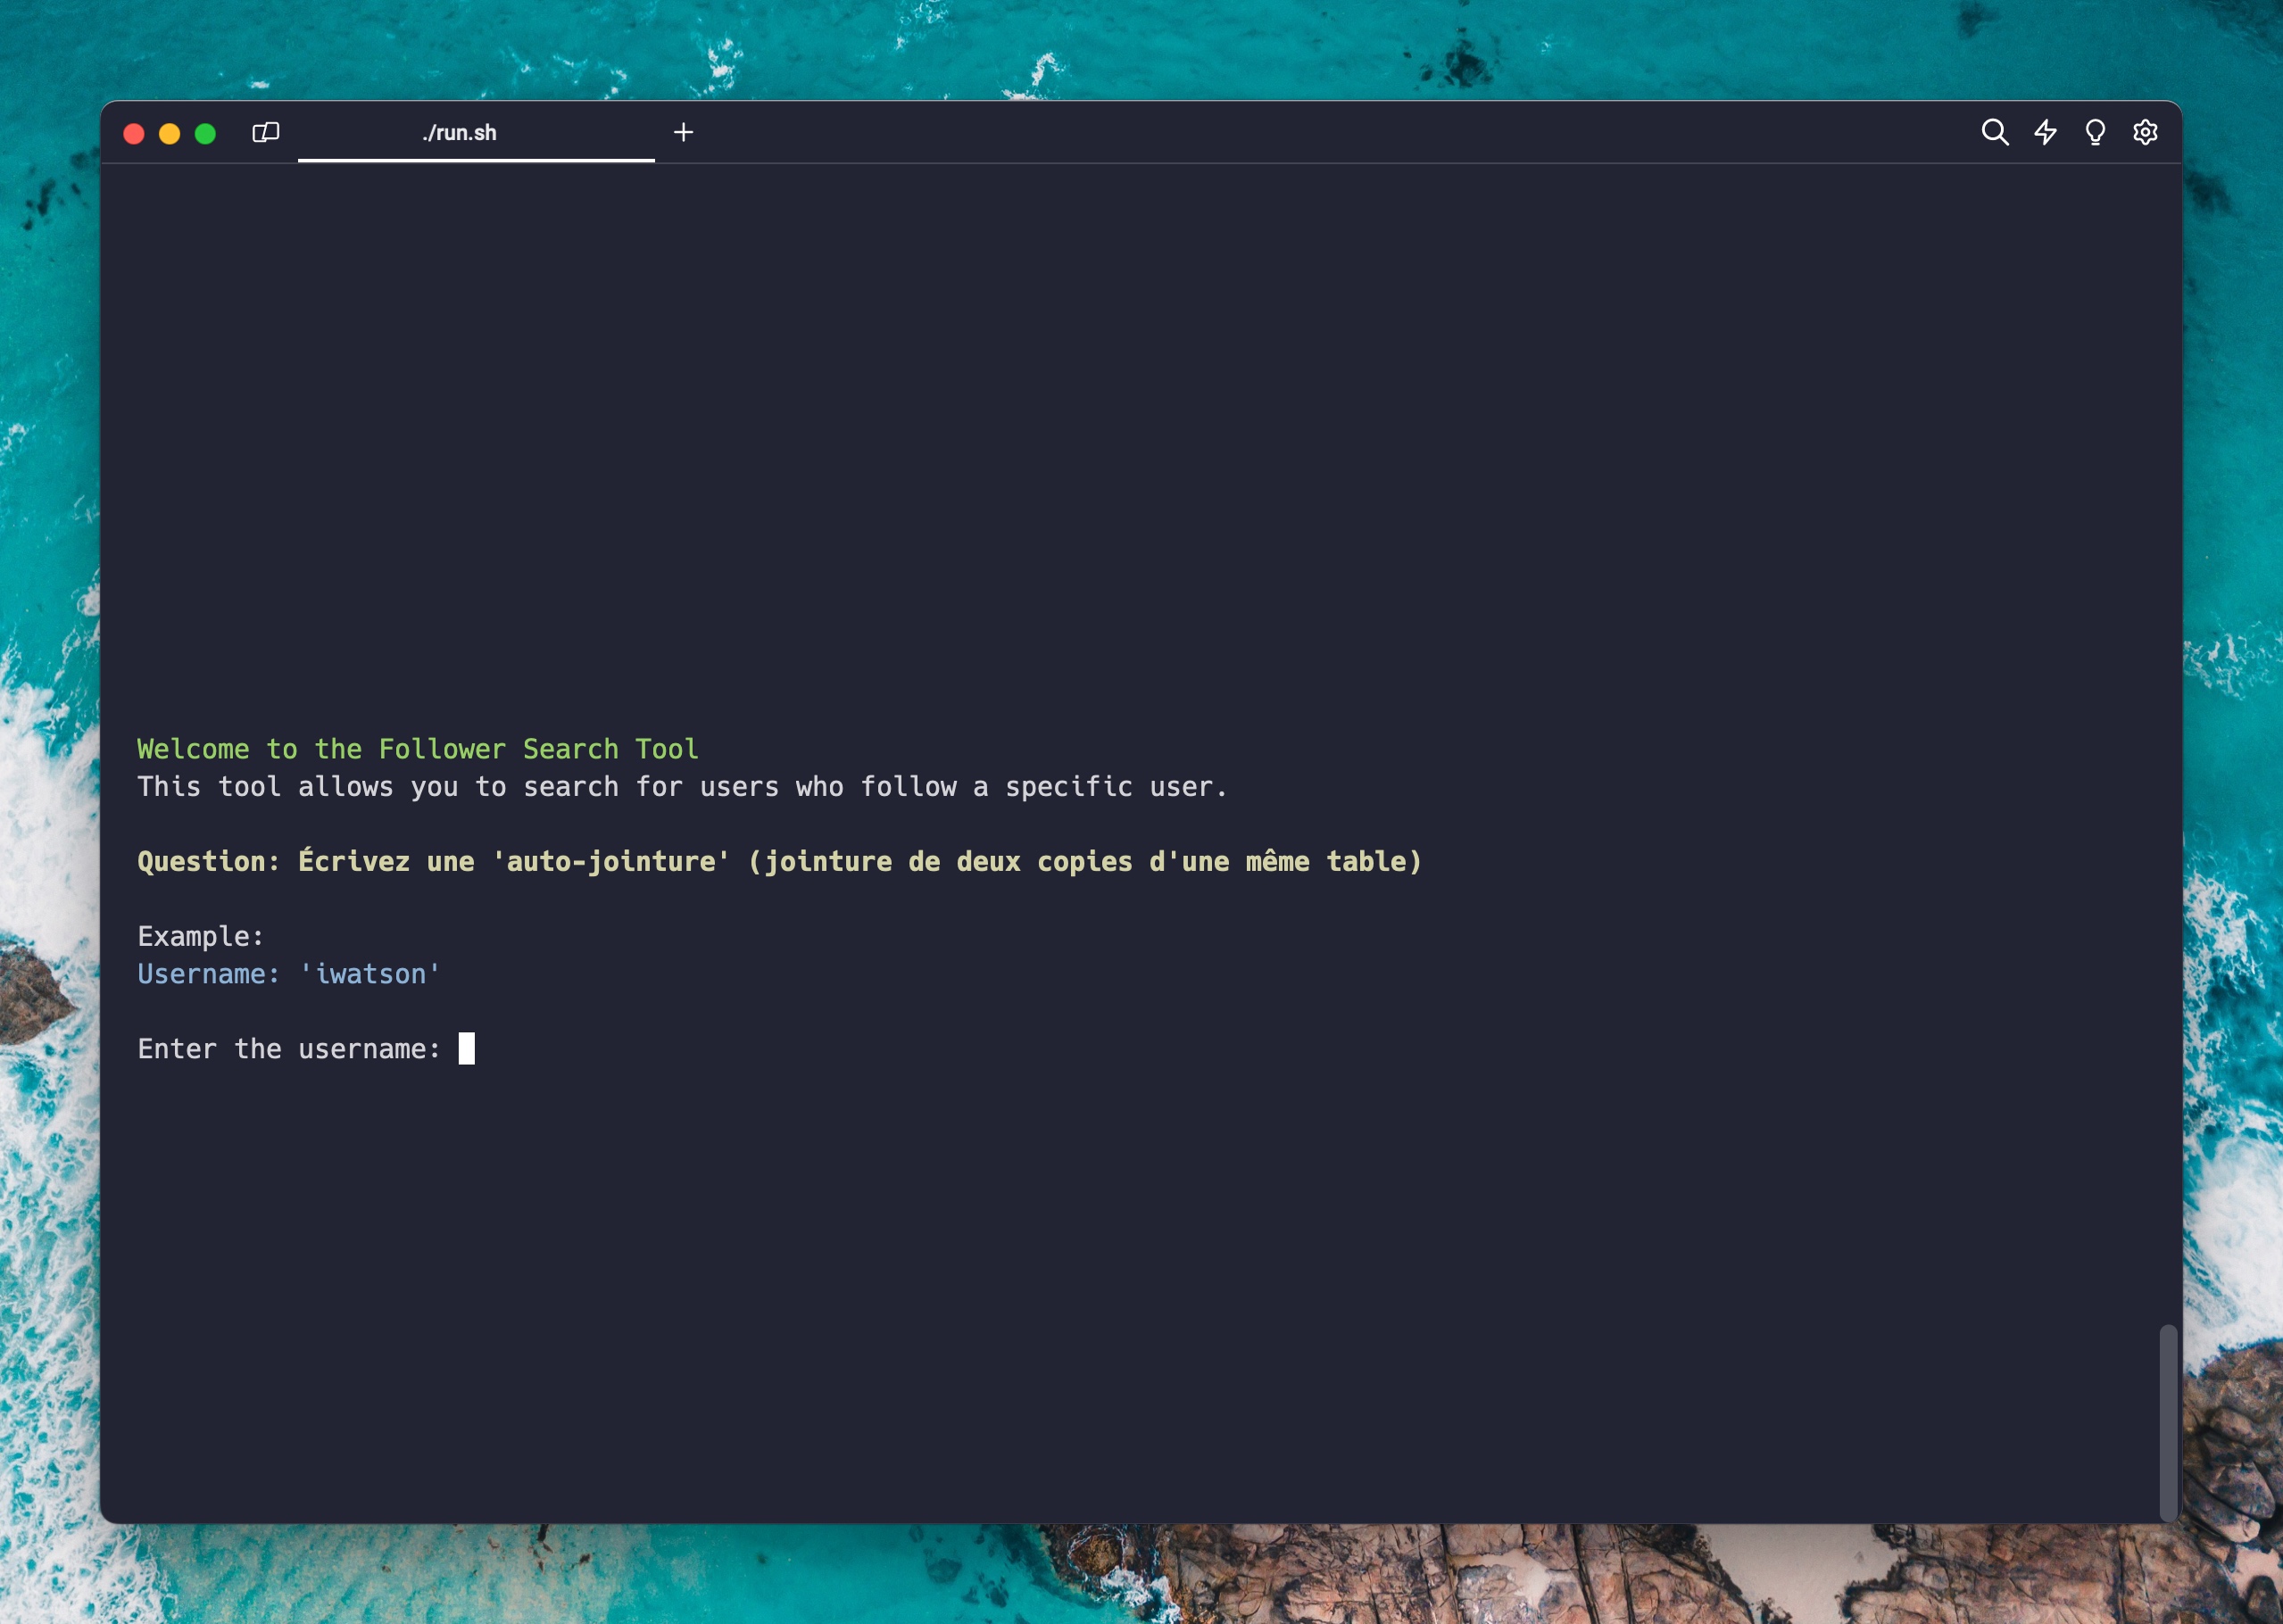 ./run.sh
Welcome to the Follower Search Tool
This tool allows you to search for users who follow a specific user.
Question: Écrivez une 'auto-jointure' (jointure de deux copies d'une même table)
Example:
Username: 'iwatson'
Enter the username: